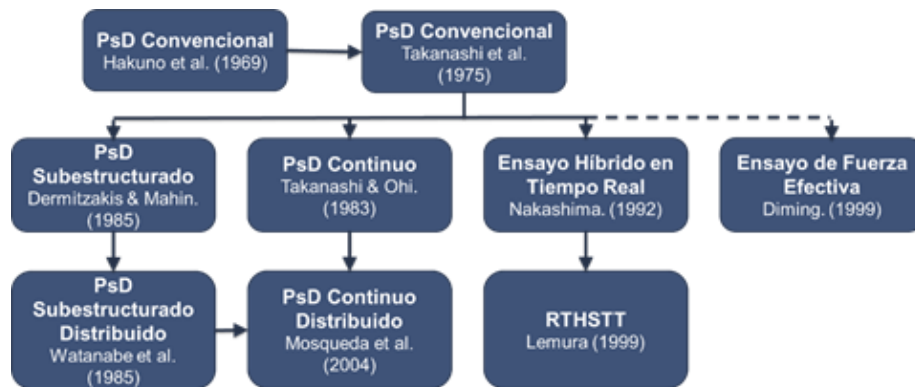 PsD Convencional
Hakuno et al. (1969)
PsD Convencional
Takanashi et al.
(1975)
PsD
Subestructurado
Dermitzakis & Mahin.
(1985)
PsD Continuo
Takanashi & Ohi.
(1983)
Ensayo Híbrido en
Tiempo Real
Nakashima. (1992)
Ensayo de Fuerza
Efectiva
Diming. (1999)
PsD
Subestructurado
Distribuido
Watanabe et al.
(1985)
PsD Continuo
Distribuido
Mosqueda et al.
(2004)
RTHSTT
Lemura (1999)